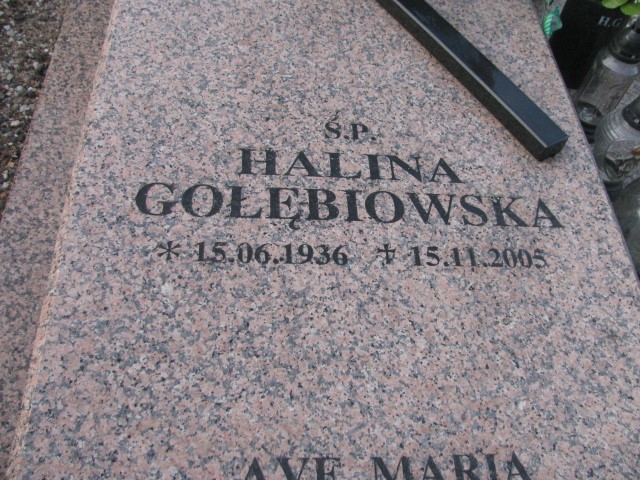 Ś.P.
HALINA
GOŁĘBIOWSKA
* 15.06.1936 ✝ 15.11.2005
AVE MARIA
H.G.